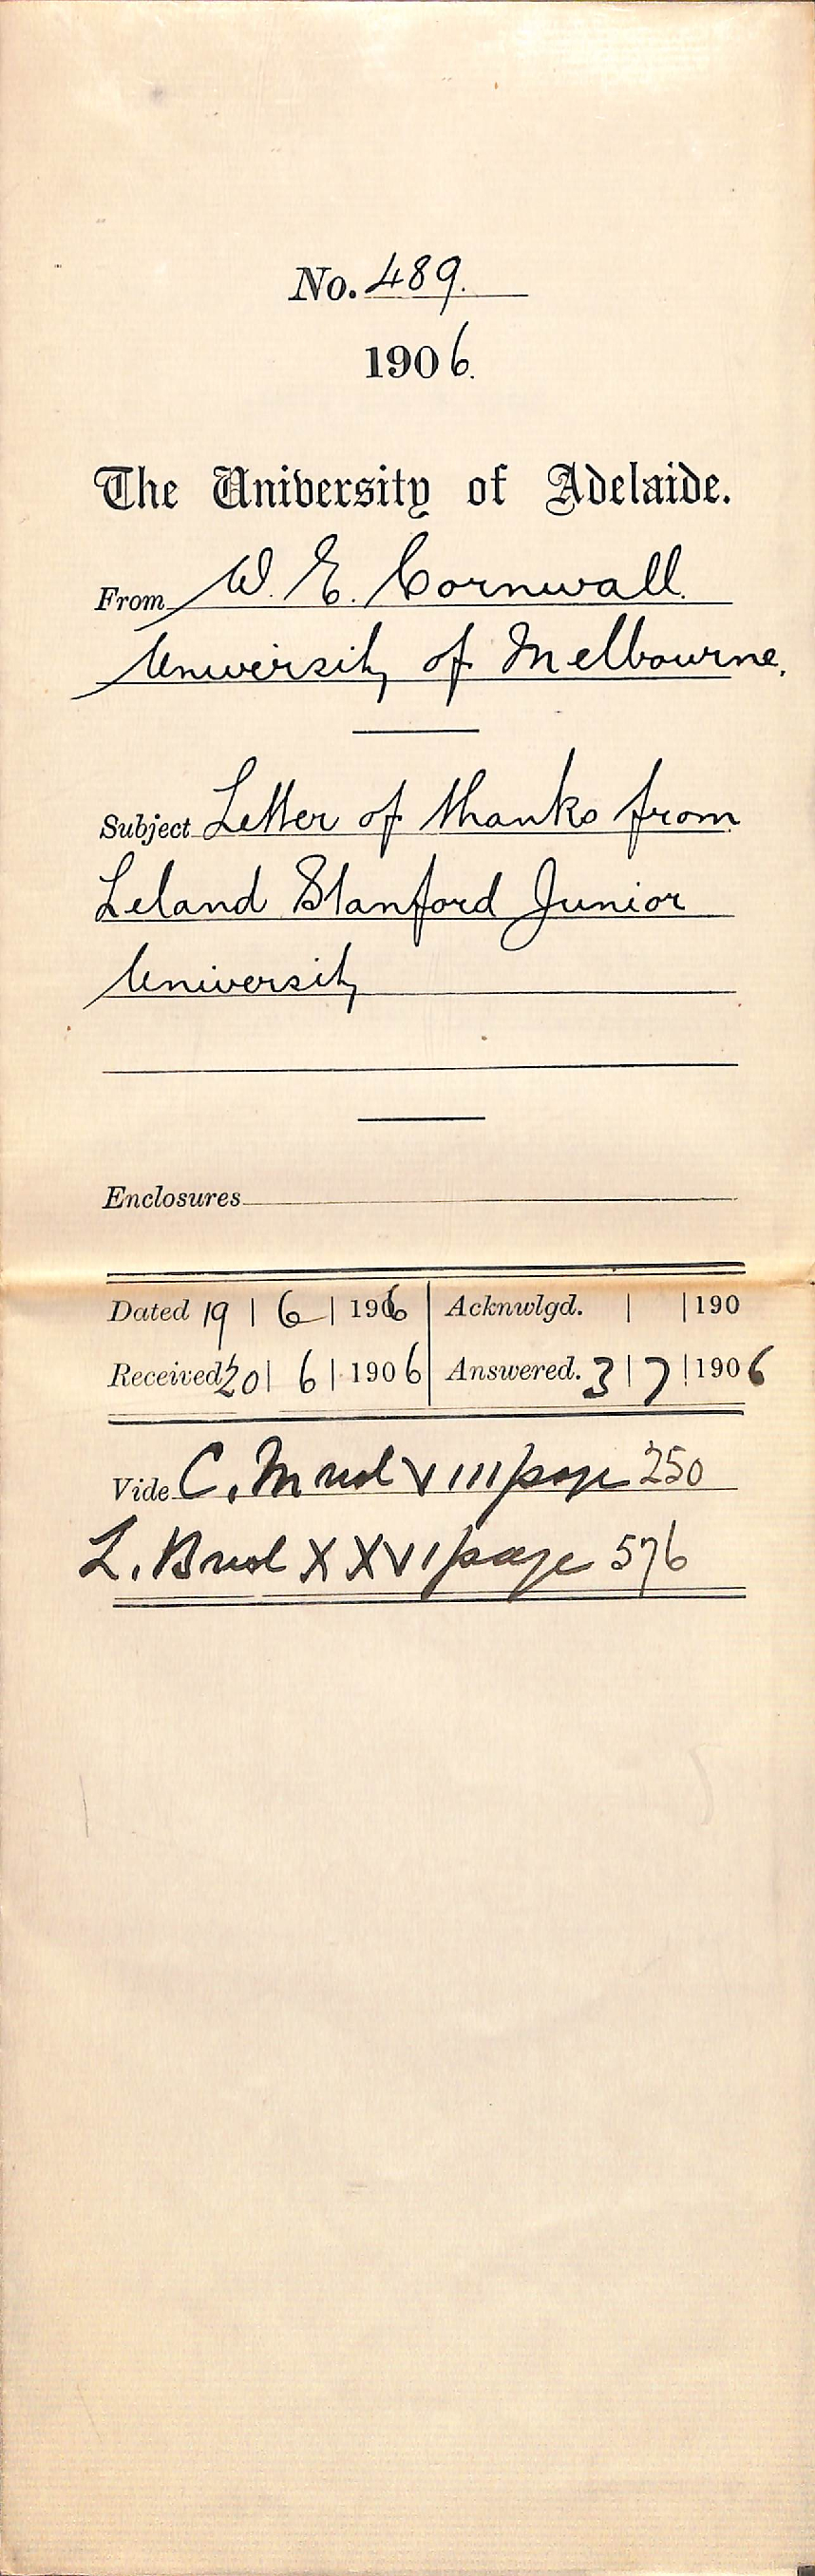 No. 489.
1906.
The University of Adelaide.
From W. E. Cornwall.
University of Melbourne.
Subject Letter of thanks from
Leland Stanford Junior
University
Enclosures
Dated 19 | 6 | 1906 Acknwlgd. | | 190
Received 20 | 6 | 1906 Answered. 3 | 7 | 1906
Vide C. M vol VIII page 250
L. B vol XXVI page 576